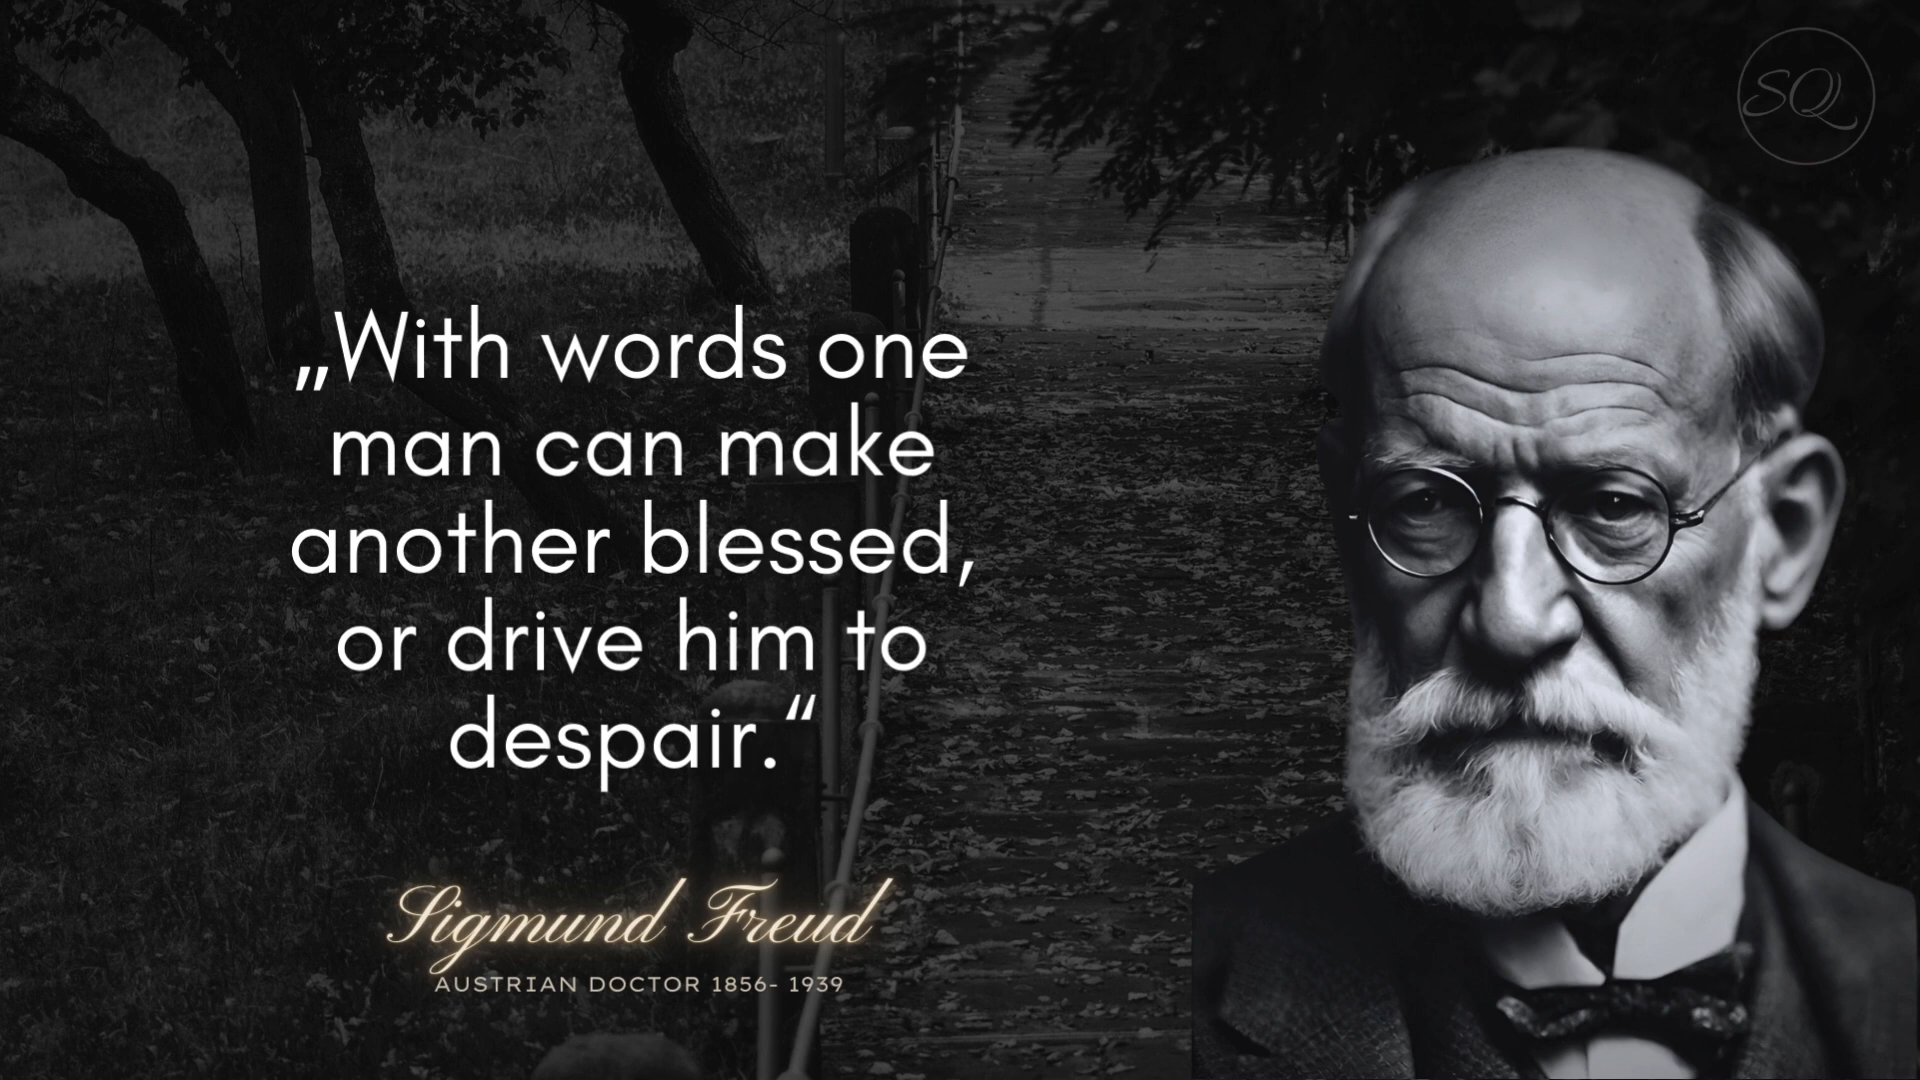 SQ
„With words one
man can make
another blessed,
or drive him to
despair.“
Sigmund Freud
AUSTRIAN DOCTOR 1856- 1939